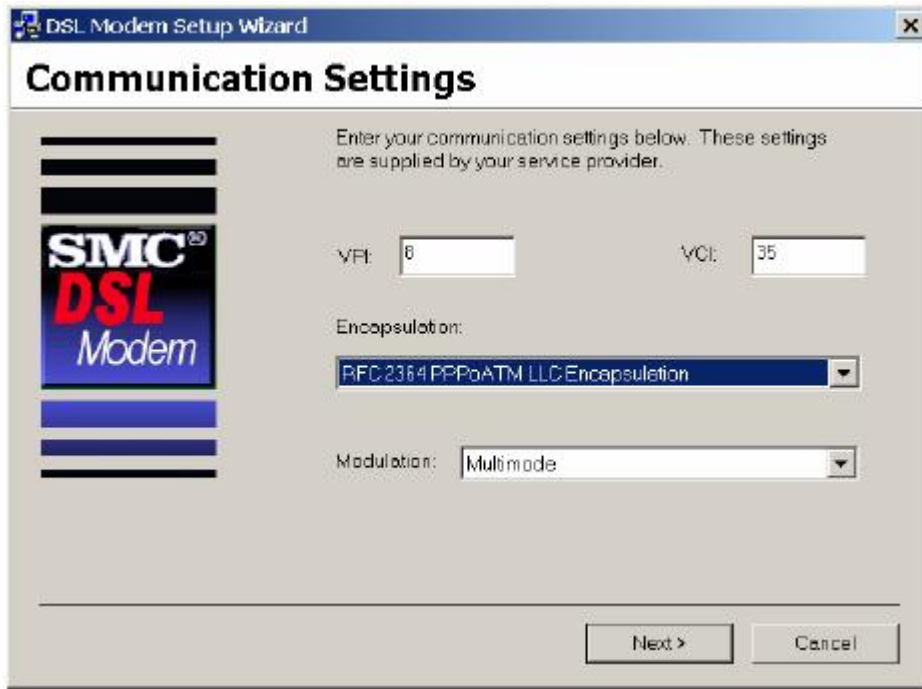 DSL Modem Setup Wizard
Communication Settings
Enter your communication settings below. These settings
are supplied by your service provider.
SMC®
DSL
Modem
VPI: 8 VCI: 35
Encapsulation:
RFC 2364 PPPoATM LLC Encapsulation
Modulation: Multimode
Next > Cancel